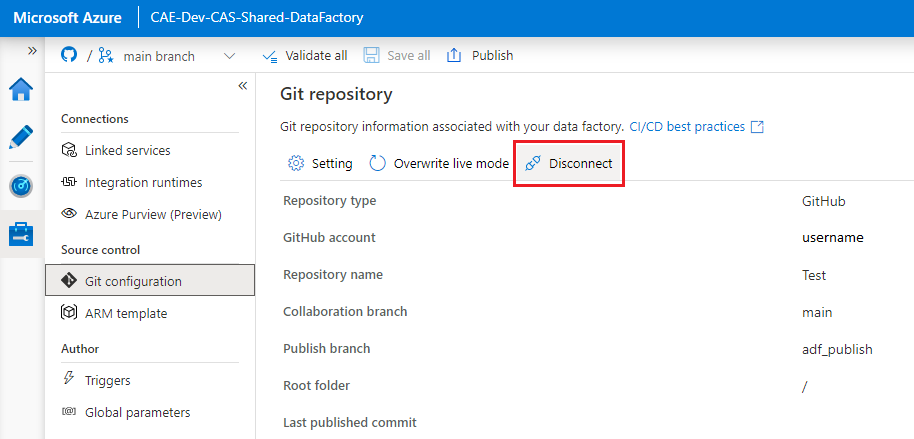 Microsoft Azure | CAE-Dev-CAS-Shared-DataFactory
» / main branch Validate all Save all Publish
«
Git repository
Connections
Git repository information associated with your data factory. CI/CD best practices
Linked services
Setting Overwrite live mode Disconnect
Integration runtimes
Repository type GitHub
Azure Purview (Preview)
GitHub account username
Source control
Repository name Test
Git configuration
Collaboration branch main
ARM template
Publish branch adf_publish
Author
Root folder /
Triggers
Global parameters
Last published commit